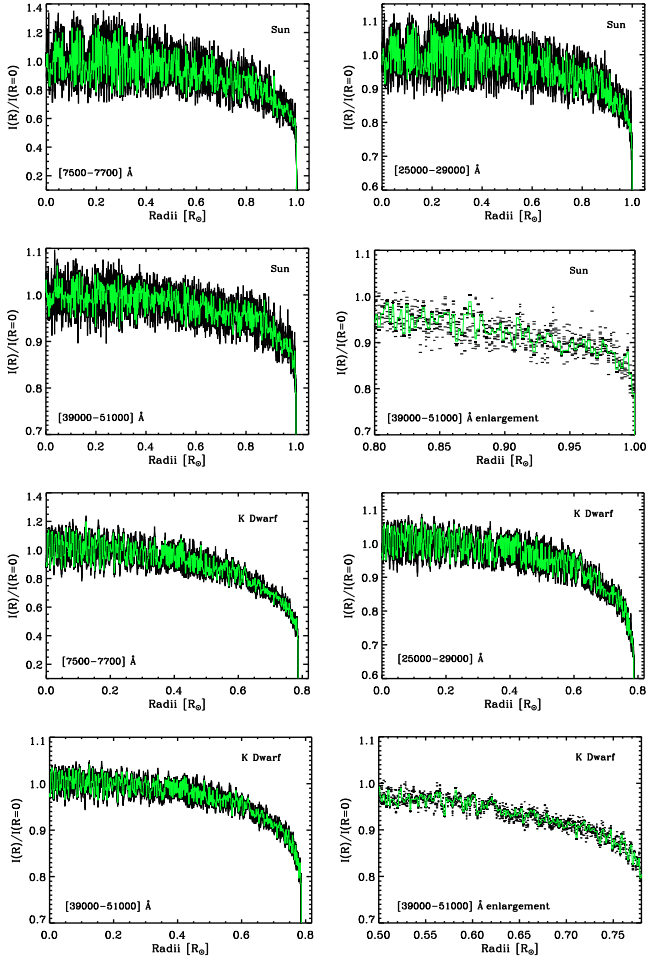 1.4
1.2
1.0
0.8
0.6
0.4
0.2
I(R)/I(R=0)
Sun
[7500−7700] Å
0.0 0.2 0.4 0.6 0.8 1.0
Radii [R☉]
1.1
1.0
0.9
0.8
0.7
0.6
I(R)/I(R=0)
Sun
[25000−29000] Å
0.0 0.2 0.4 0.6 0.8 1.0
Radii [R☉]
1.1
1.0
0.9
0.8
0.7
I(R)/I(R=0)
Sun
[39000−51000] Å
0.0 0.2 0.4 0.6 0.8 1.0
Radii [R☉]
1.1
1.0
0.9
0.8
0.7
I(R)/I(R=0)
Sun
[39000−51000] Å enlargement
0.80 0.85 0.90 0.95 1.00
Radii [R☉]
1.4
1.2
1.0
0.8
0.6
0.4
0.2
I(R)/I(R=0)
K Dwarf
[7500−7700] Å
0.0 0.2 0.4 0.6 0.8
Radii [R☉]
1.1
1.0
0.9
0.8
0.7
0.6
I(R)/I(R=0)
K Dwarf
[25000−29000] Å
0.0 0.2 0.4 0.6 0.8
Radii [R☉]
1.1
1.0
0.9
0.8
0.7
I(R)/I(R=0)
K Dwarf
[39000−51000] Å
0.0 0.2 0.4 0.6 0.8
Radii [R☉]
1.1
1.0
0.9
0.8
0.7
I(R)/I(R=0)
K Dwarf
[39000−51000] Å enlargement
0.50 0.55 0.60 0.65 0.70 0.75
Radii [R☉]